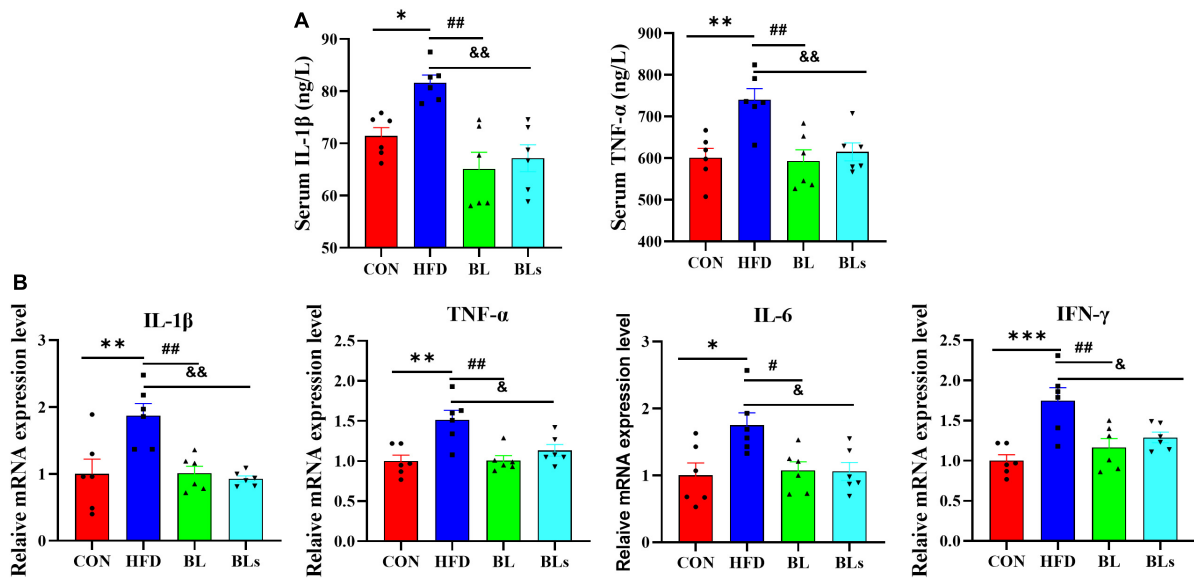 A
Serum IL-1β (ng/L)
90
80
70
60
50
*
##
&&
CON HFD BL BLs
Serum TNF-α (ng/L)
900
800
700
600
500
400
**
##
&&
CON HFD BL BLs
B
IL-1β
Relaive mRNA expression level
3
2
1
0
**
##
&&
CON HFD BL BLs
TNF-α
Relaive mRNA expression level
2.5
2.0
1.5
1.0
0.5
0.0
**
##
&
CON HFD BL BLs
IL-6
Relaive mRNA expression level
3
2
1
0
*
#
&
CON HFD BL BLs
IFN-γ
Relaive mRNA expression level
2.5
2.0
1.5
1.0
0.5
0.0
***
##
&
CON HFD BL BLs